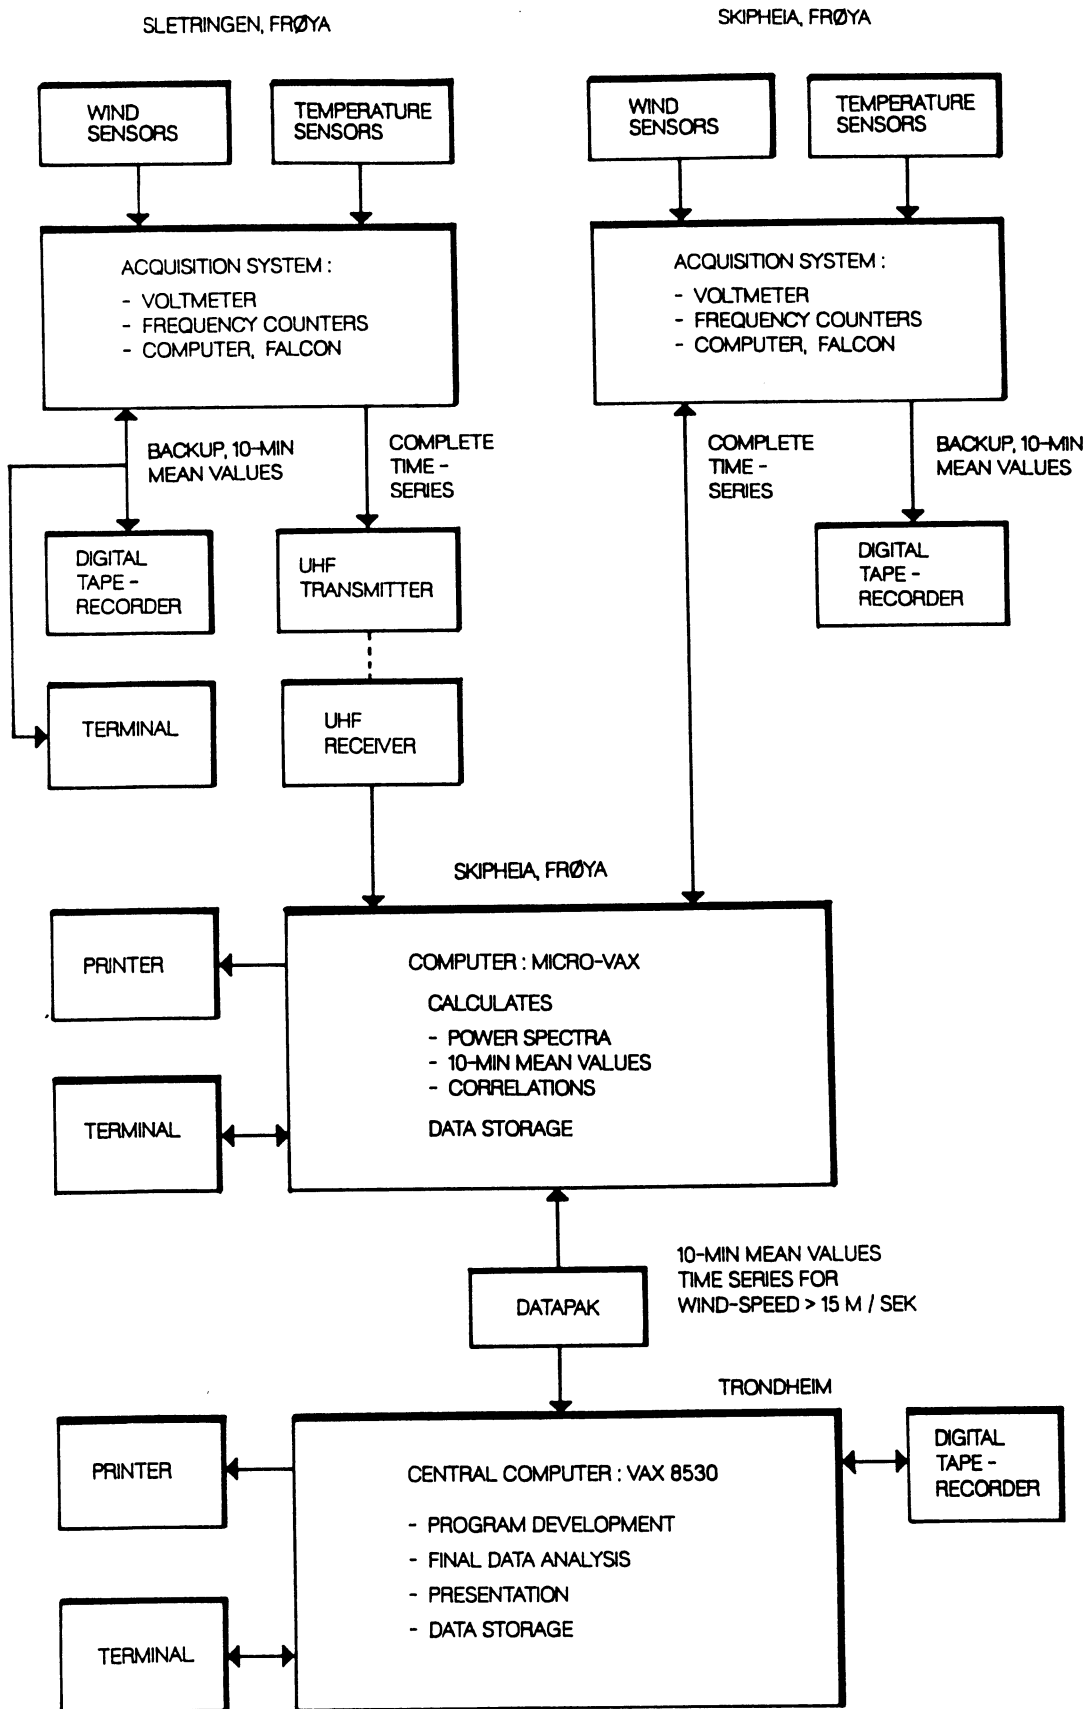 SLETRINGEN, FRØYA
SKIPHEIA, FRØYA
WIND
SENSORS
TEMPERATURE
SENSORS
WIND
SENSORS
TEMPERATURE
SENSORS
ACQUISITION SYSTEM :
- VOLTMETER
- FREQUENCY COUNTERS
- COMPUTER, FALCON
ACQUISITION SYSTEM :
- VOLTMETER
- FREQUENCY COUNTERS
- COMPUTER, FALCON
BACKUP, 10-MIN
MEAN VALUES
COMPLETE
TIME -
SERIES
COMPLETE
TIME -
SERIES
BACKUP, 10-MIN
MEAN VALUES
DIGITAL
TAPE -
RECORDER
UHF
TRANSMITTER
DIGITAL
TAPE -
RECORDER
TERMINAL
UHF
RECEIVER
SKIPHEIA, FRØYA
PRINTER
COMPUTER : MICRO-VAX
CALCULATES
- POWER SPECTRA
- 10-MIN MEAN VALUES
- CORRELATIONS
DATA STORAGE
TERMINAL
DATAPAK
10-MIN MEAN VALUES
TIME SERIES FOR
WIND-SPEED > 15 M / SEK
TRONDHEIM
PRINTER
CENTRAL COMPUTER : VAX 8530
- PROGRAM DEVELOPMENT
- FINAL DATA ANALYSIS
- PRESENTATION
- DATA STORAGE
DIGITAL
TAPE -
RECORDER
TERMINAL